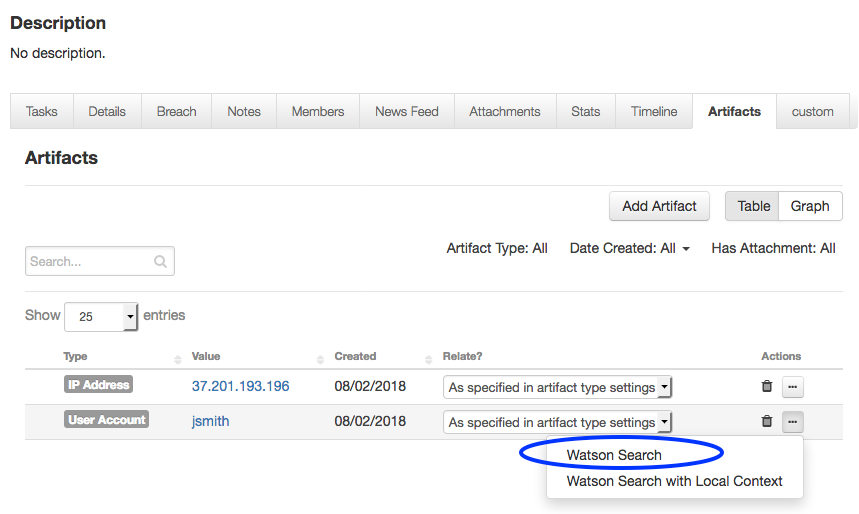 Description
No description.
Tasks Details Breach Notes Members News Feed Attachments Stats Timeline Artifacts custom
Artifacts
Add Artifact Table Graph
Artifact Type: All Date Created: All Has Attachment: All
Search...
Show 25 entries
Type Value Created Relate? Actions
IP Address 37.201.193.196 08/02/2018 As specified in artifact type settings
User Account jsmith 08/02/2018 As specified in artifact type settings
Watson Search
Watson Search with Local Context